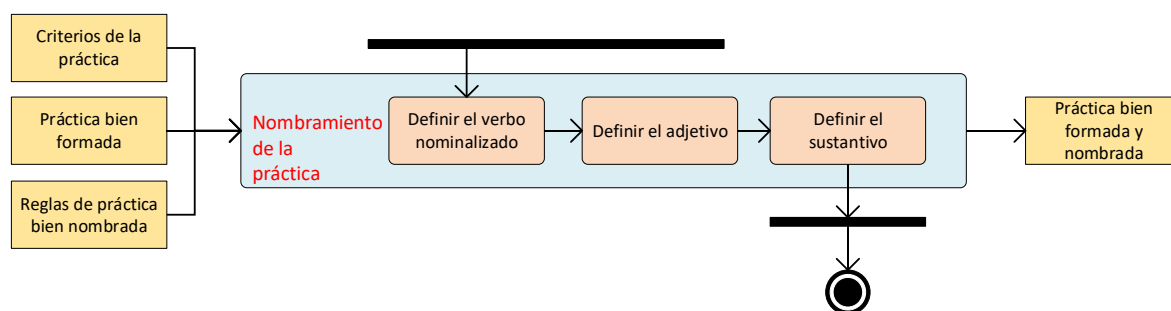 Criterios de la
práctica
Práctica bien
formada
Reglas de práctica
bien nombrada
Nombramiento
de la
práctica
Definir el verbo
nominalizado
Definir el adjetivo
Definir el
sustantivo
Práctica bien
formada y
nombrada